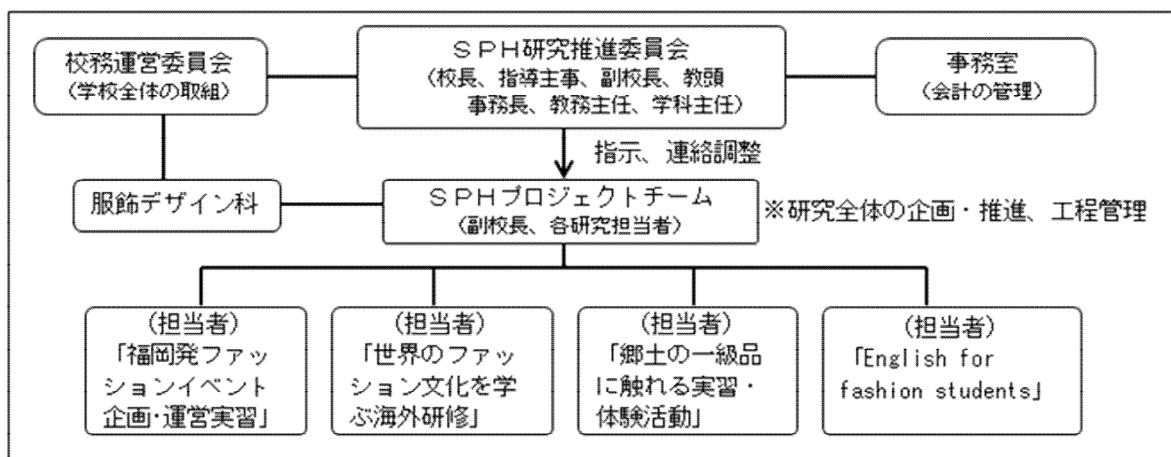 校務運営委員会
（学校全体の取組）
ＳＰＨ研究推進委員会
（校長、指導主事、副校長、教頭
事務長、教務主任、学科主任）
事務室
（会計の管理）
指示、連絡調整
服飾デザイン科
ＳＰＨプロジェクトチーム
（副校長、各研究担当者）
※研究全体の企画・推進、工程管理
（担当者）
「福岡発ファッ
ションイベント
企画・運営実習」
（担当者）
「世界のファッ
ション文化を学
ぶ海外研修」
（担当者）
「郷土の一級品
に触れる実習・
体験活動」
（担当者）
「English for
fashion students」